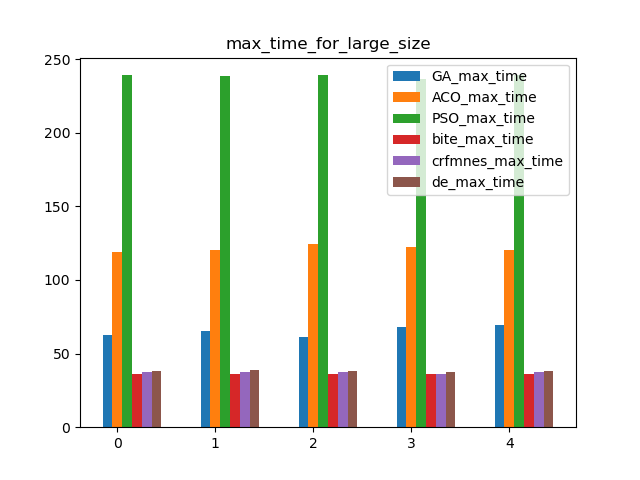 max_time_for_large_size
250
200
150
100
50
0
GA_max_time
ACO_max_time
PSO_max_time
bite_max_time
crfmnes_max_time
de_max_time
0 1 2 3 4